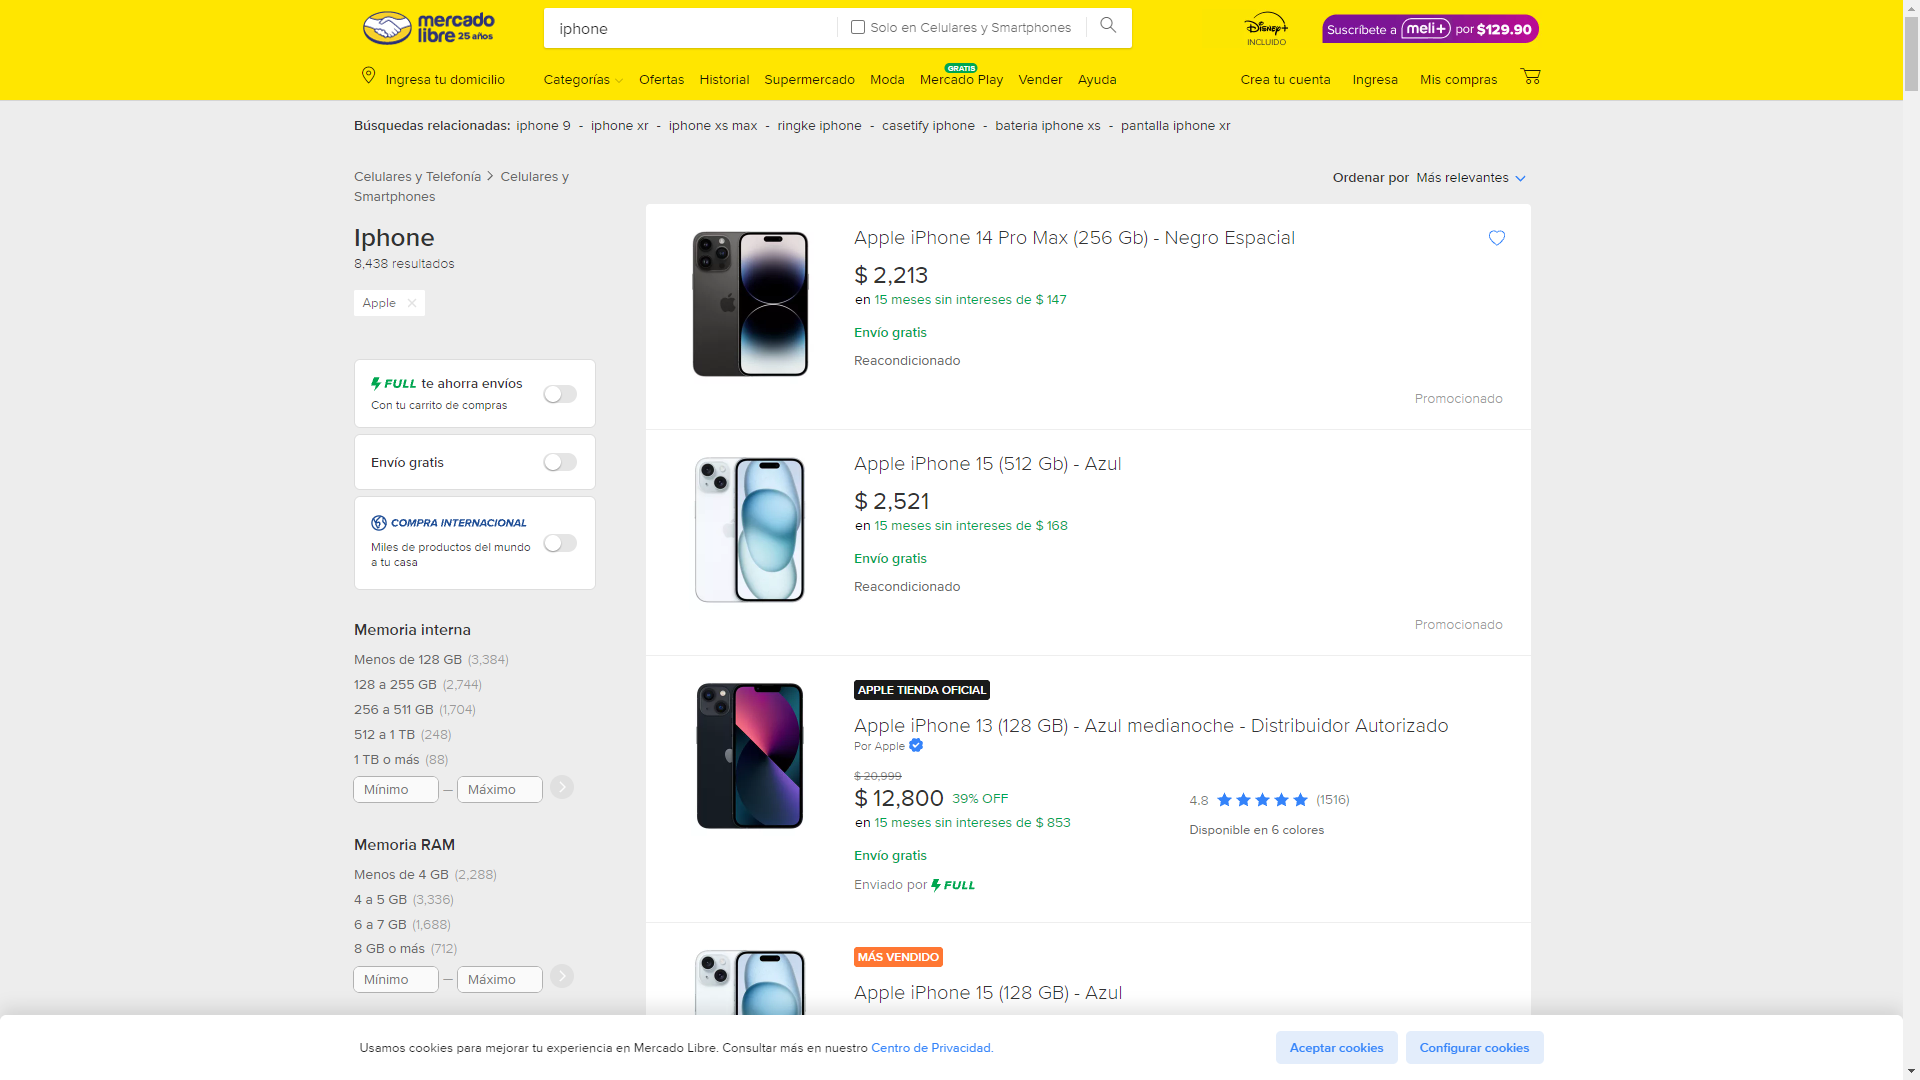 mercado
libre 25 años
iphone
Solo en Celulares y Smartphones
Disney+
INCLUIDO
Suscríbete a meli+ por $129.90
Ingresa tu domicilio
Categorías
Ofertas
Historial
Supermercado
Moda
GRATIS
Mercado Play
Vender
Ayuda
Crea tu cuenta
Ingresa
Mis compras
Búsquedas relacionadas: iphone 9 - iphone xr - iphone xs max - ringke iphone - casetify iphone - bateria iphone xs - pantalla iphone xr
Celulares y Telefonía > Celulares y
Smartphones
Iphone
8,438 resultados
Apple
FULL te ahorra envíos
Con tu carrito de compras
Envío gratis
COMPRA INTERNACIONAL
Miles de productos del mundo
a tu casa
Memoria interna
Menos de 128 GB (3,384)
128 a 255 GB (2,744)
256 a 511 GB (1,704)
512 a 1 TB (248)
1 TB o más (88)
Mínimo — Máximo
Memoria RAM
Menos de 4 GB (2,288)
4 a 5 GB (3,336)
6 a 7 GB (1,688)
8 GB o más (712)
Mínimo — Máximo
Ordenar por Más relevantes
Apple iPhone 14 Pro Max (256 Gb) - Negro Espacial
$ 2,213
en 15 meses sin intereses de $ 147
Envío gratis
Reacondicionado
Promocionado
Apple iPhone 15 (512 Gb) - Azul
$ 2,521
en 15 meses sin intereses de $ 168
Envío gratis
Reacondicionado
Promocionado
APPLE TIENDA OFICIAL
Apple iPhone 13 (128 GB) - Azul medianoche - Distribuidor Autorizado
Por Apple
$ 20,999
$ 12,800 39% OFF
en 15 meses sin intereses de $ 853
Envío gratis
Enviado por FULL
4.8 (1516)
Disponible en 6 colores
MÁS VENDIDO
Apple iPhone 15 (128 GB) - Azul
Usamos cookies para mejorar tu experiencia en Mercado Libre. Consultar más en nuestro Centro de Privacidad.
Aceptar cookies
Configurar cookies